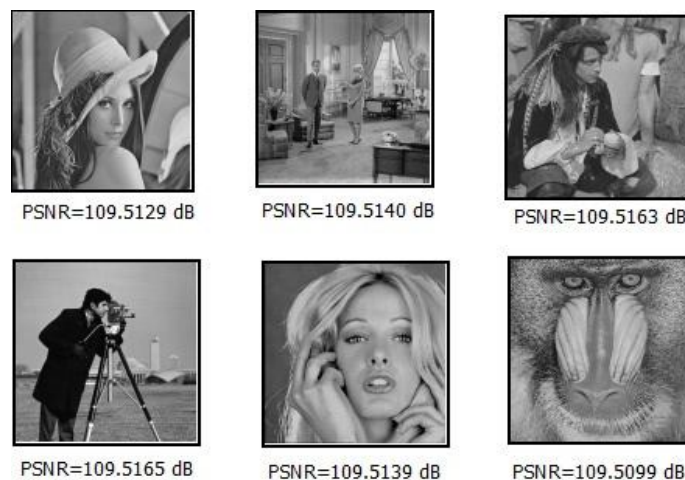 PSNR=109.5129 dB
PSNR=109.5140 dB
PSNR=109.5163 dB
PSNR=109.5165 dB
PSNR=109.5139 dB
PSNR=109.5099 dB